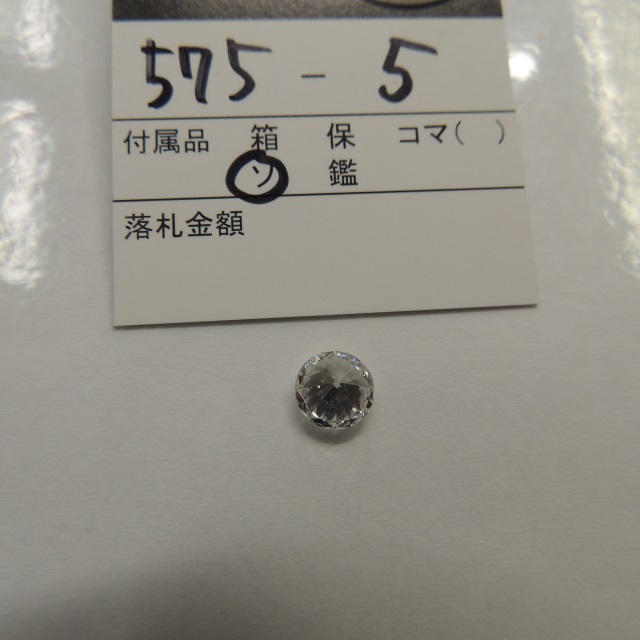 575-5
付属品 箱 保 コマ( )
ソ 鑑
落札金額